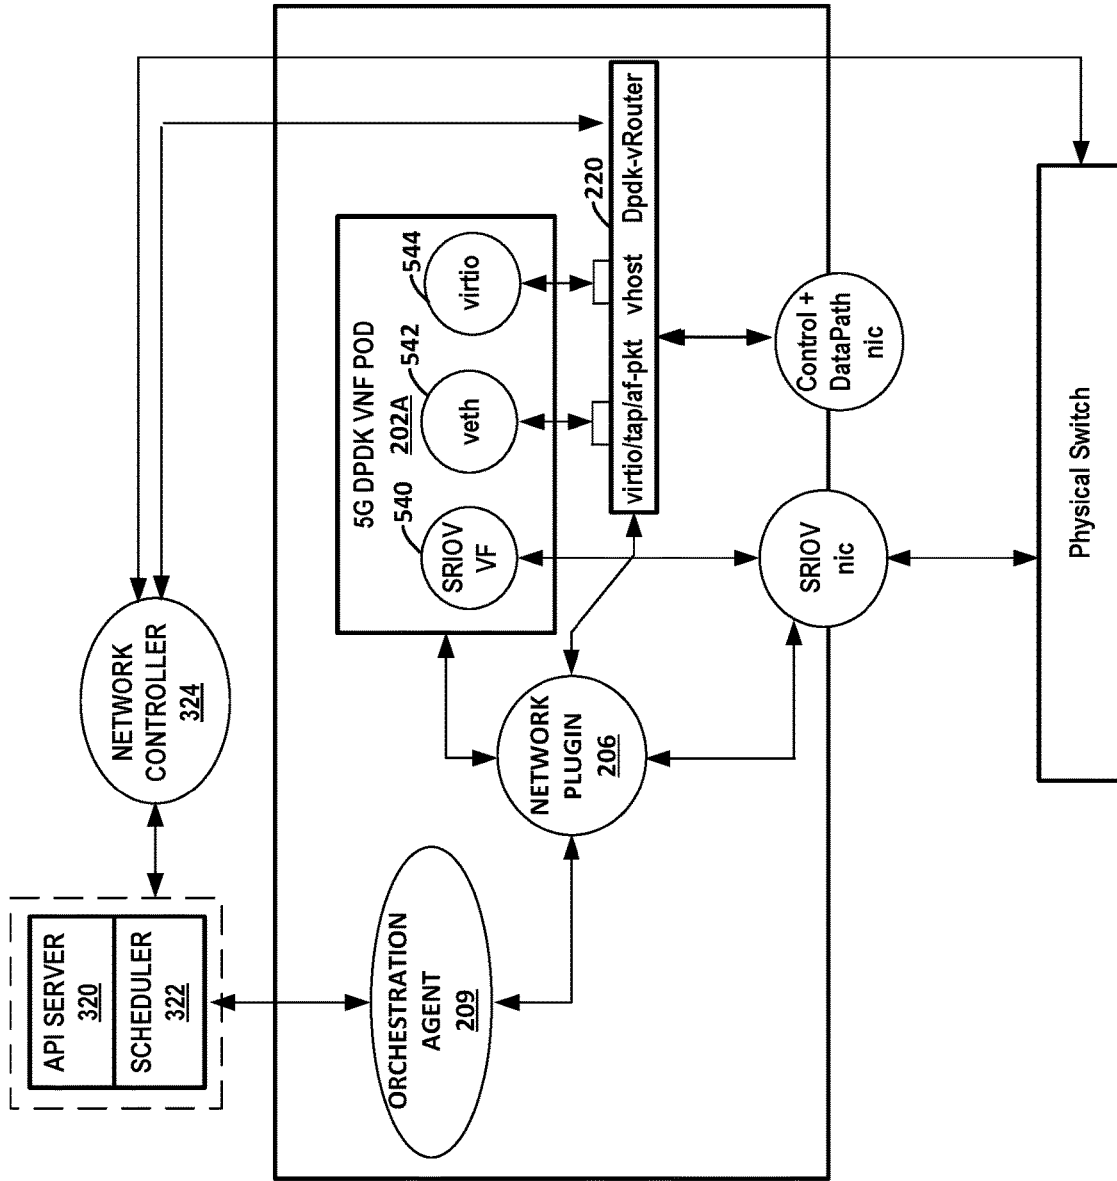 API SERVER
320
SCHEDULER
322
NETWORK
CONTROLLER
324
ORCHESTRATION
AGENT
209
NETWORK
PLUGIN
206
5G DPDK VNF POD
202A
540
SRIOV
VF
542
veth
544
virtio
virtio/tap/af-pkt vhost Dpdk-vRouter
220
SRIOV
nic
Control +
DataPath
nic
Physical Switch